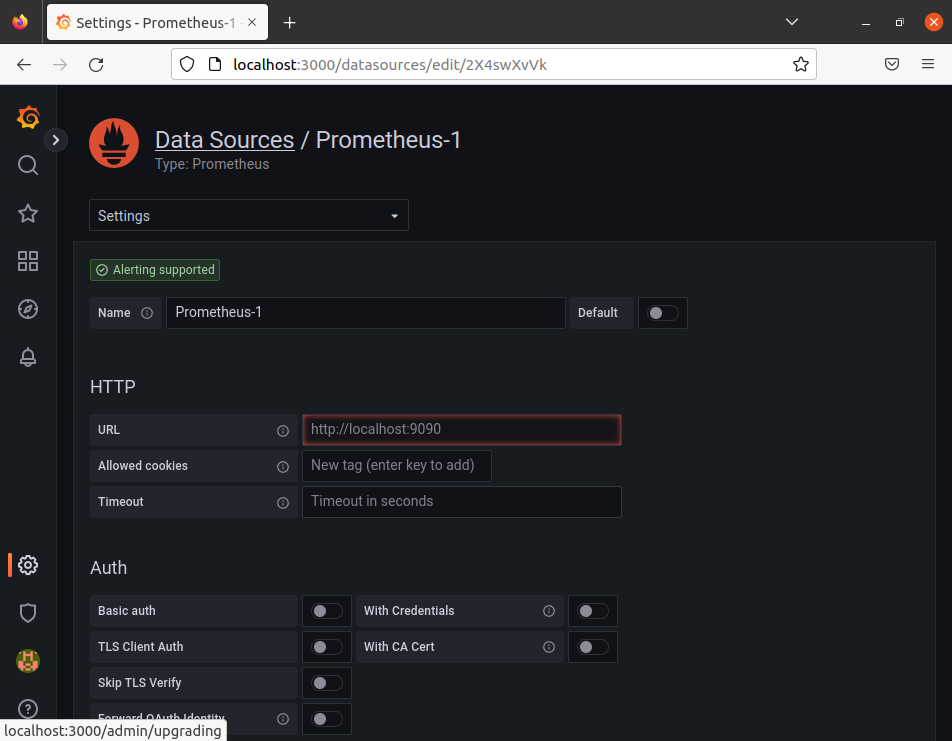 Settings - Prometheus-1 -
localhost:3000/datasources/edit/2X4swXvVk
Data Sources / Prometheus-1
Type: Prometheus
Settings
Alerting supported
Name Prometheus-1 Default
HTTP
URL http://localhost:9090
Allowed cookies New tag (enter key to add)
Timeout Timeout in seconds
Auth
Basic auth With Credentials
TLS Client Auth With CA Cert
Skip TLS Verify
Forward OAuth Identity
localhost:3000/admin/upgrading